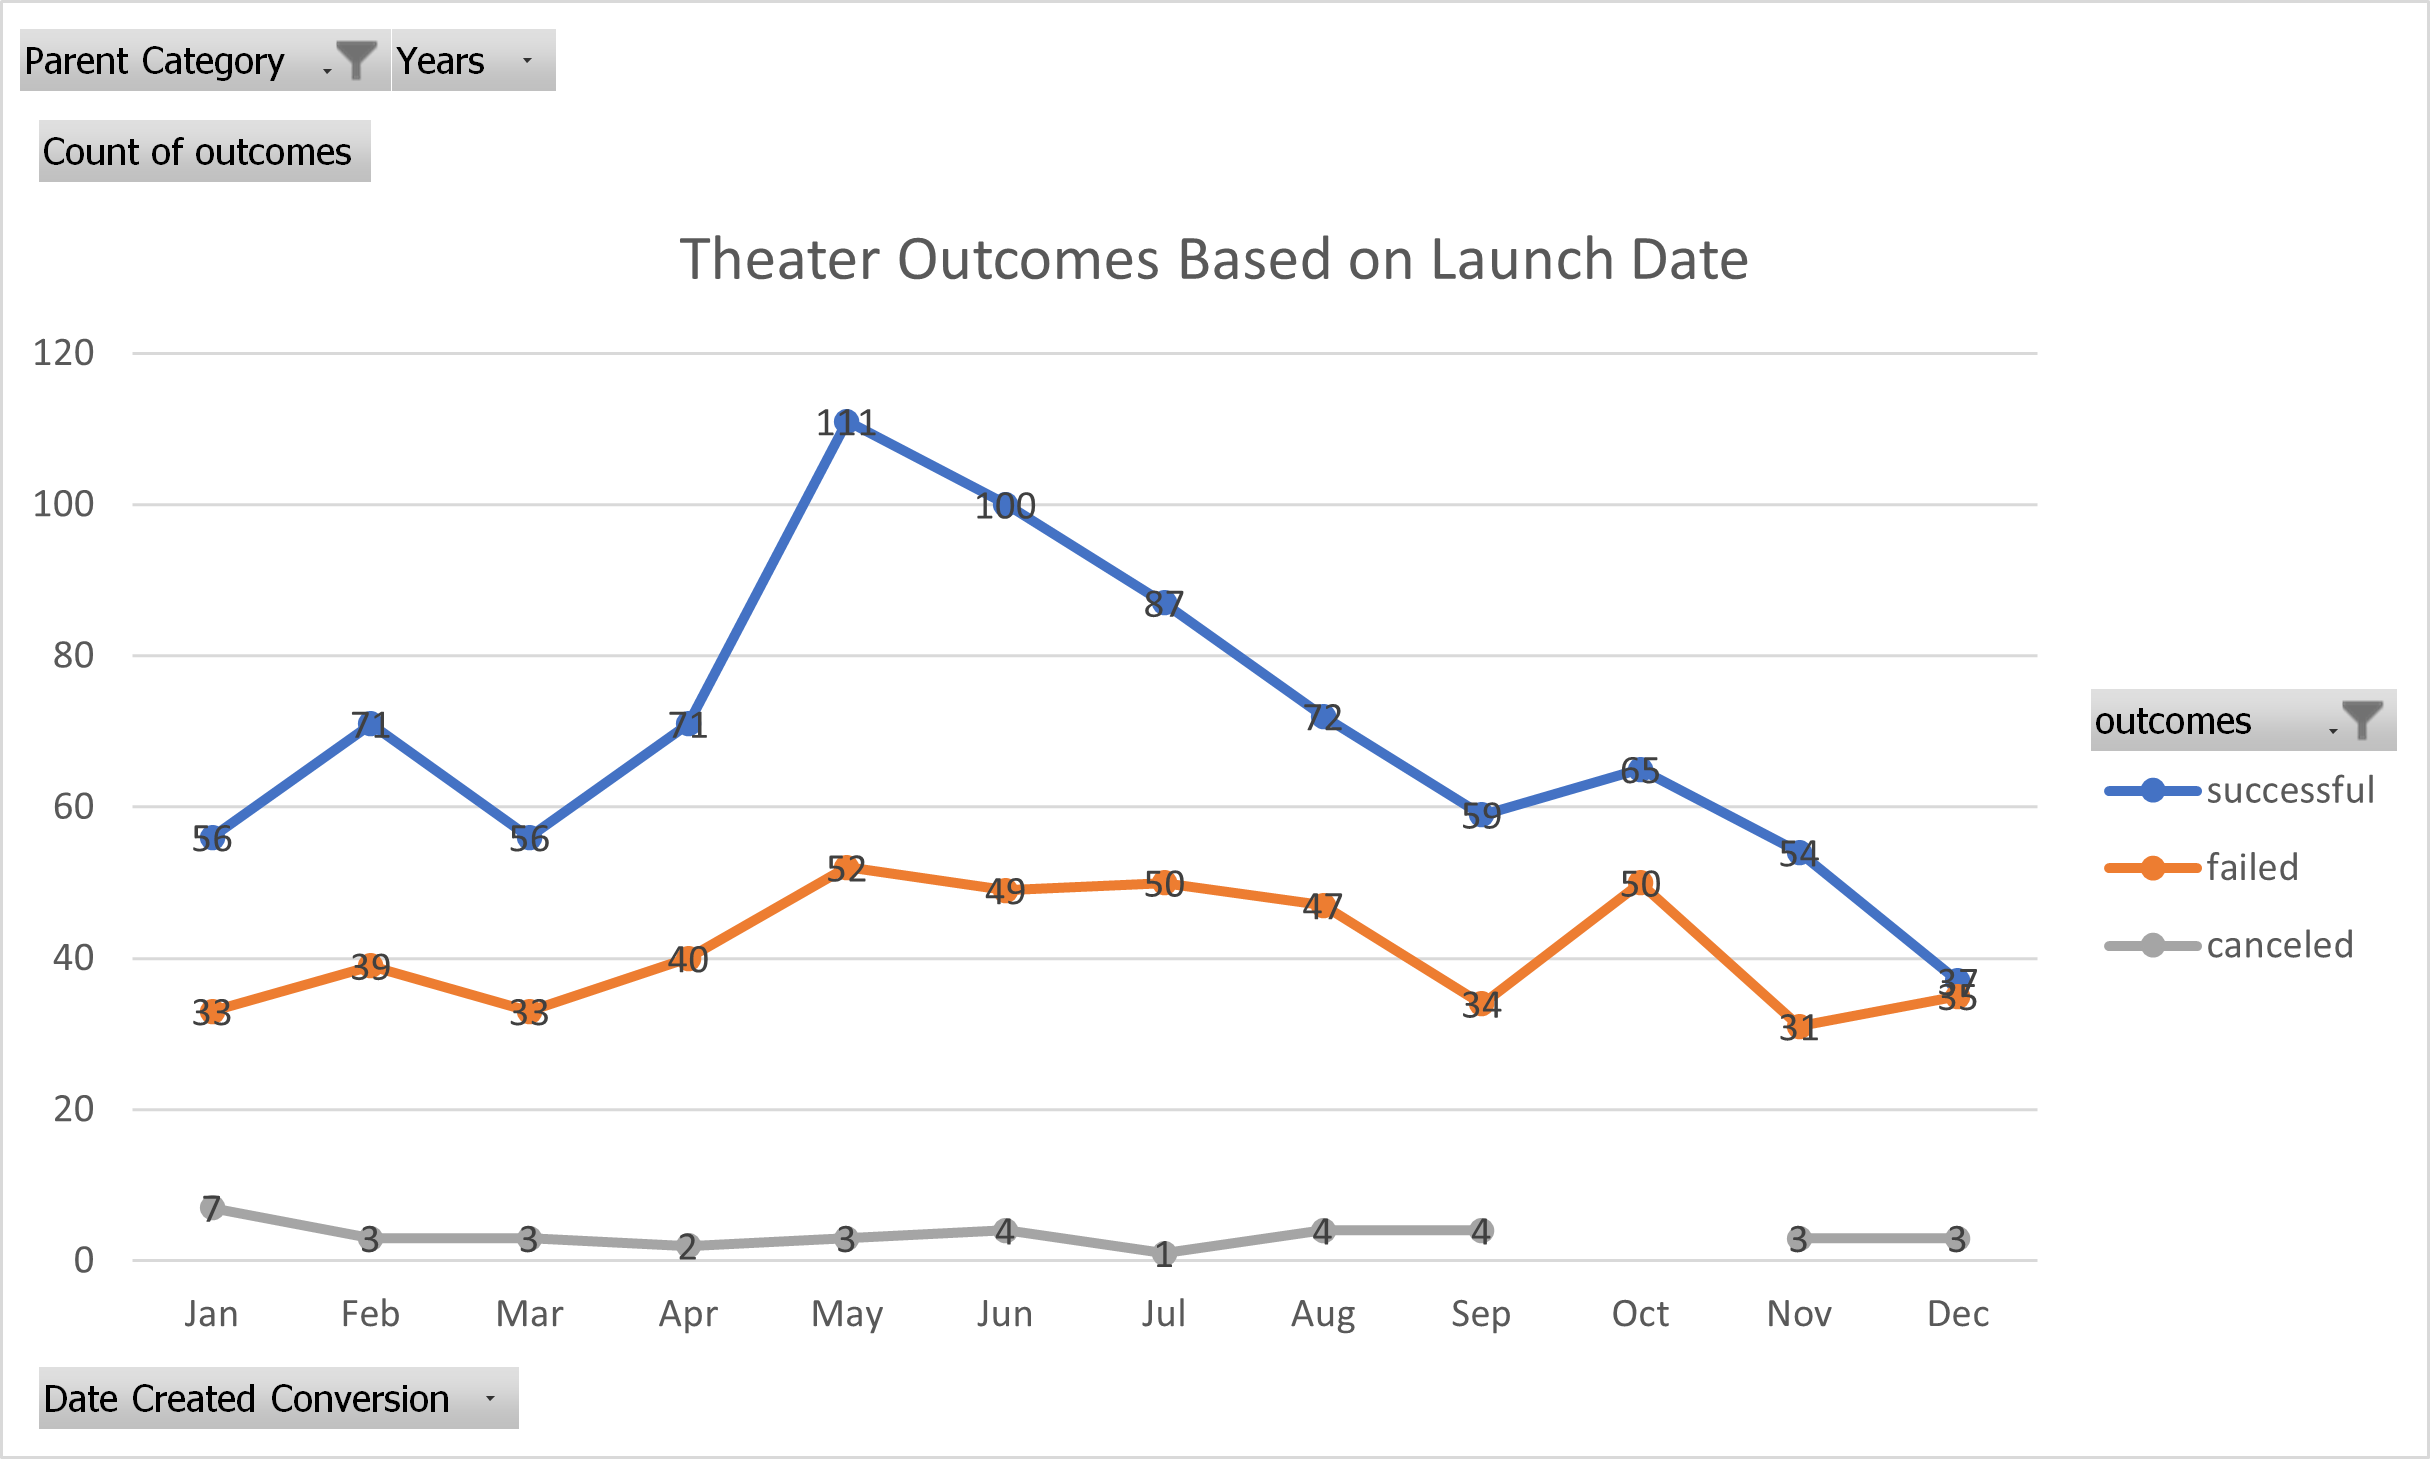 Parent Category Years
Count of outcomes
Theater Outcomes Based on Launch Date
120
100
80
60
40
20
0
56 71 56 71 111 100 87 72 59 65 54 37
33 39 33 40 52 49 50 47 34 50 31 35
7 3 3 2 3 4 1 4 4 3 3
Jan Feb Mar Apr May Jun Jul Aug Sep Oct Nov Dec
outcomes
successful
failed
canceled
Date Created Conversion